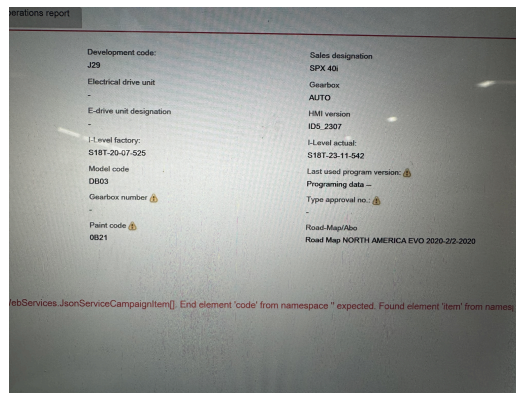 erations report
Development code:
J29
Electrical drive unit
-
E-drive unit designation
-
I-Level factory:
S18T-20-07-525
Model code
DB03
Gearbox number
-
Paint code
0B21
Sales designation
SPX 40i
Gearbox
AUTO
HMI version
ID5_2307
I-Level actual:
S18T-23-11-542
Last used program version:
Programing data --
Type approval no.:
-
Road-Map/Abo
Road Map NORTH AMERICA EVO 2020-2/2-2020
/ebServices.JsonServiceCampaignItem[]. End element 'code' from namespace '' expected. Found element 'item' from names